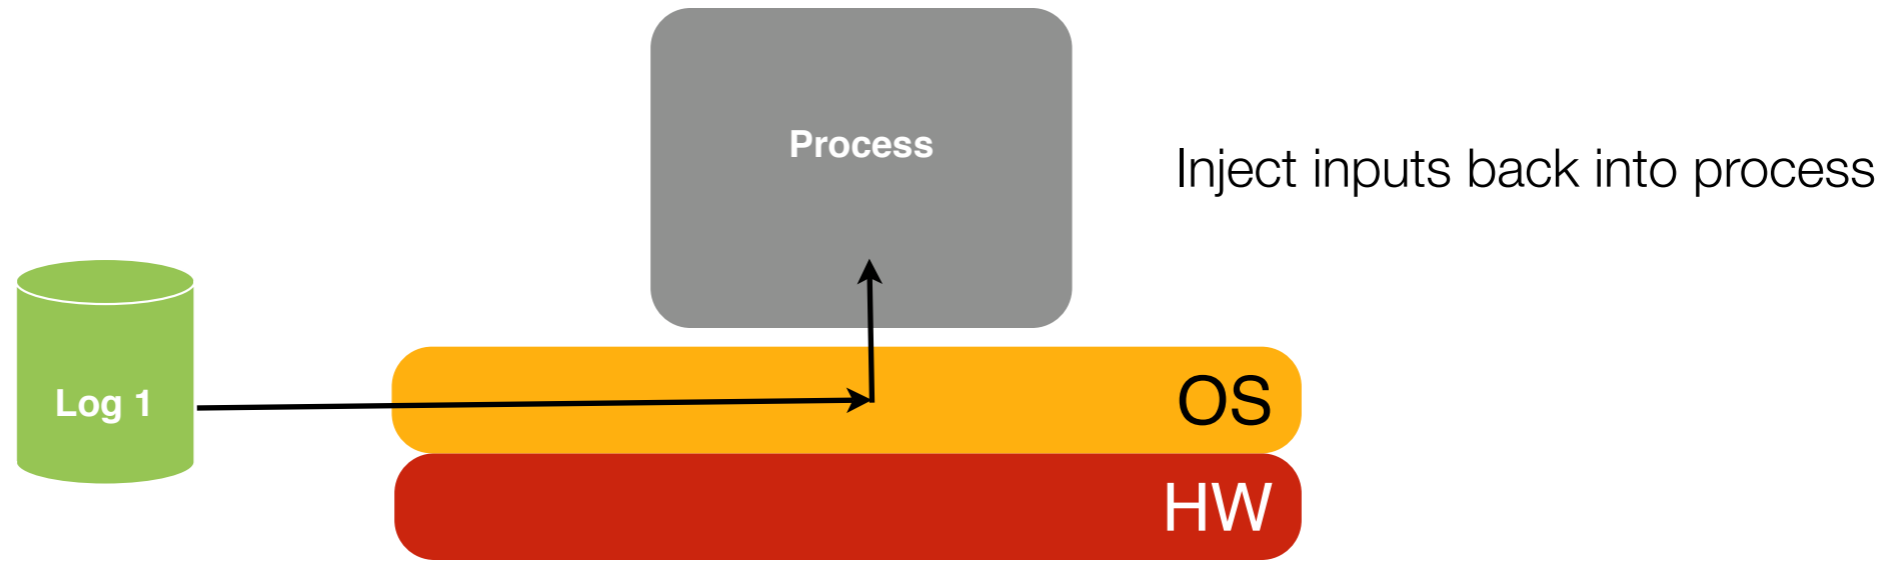 Process
Inject inputs back into process
Log 1
OS
HW